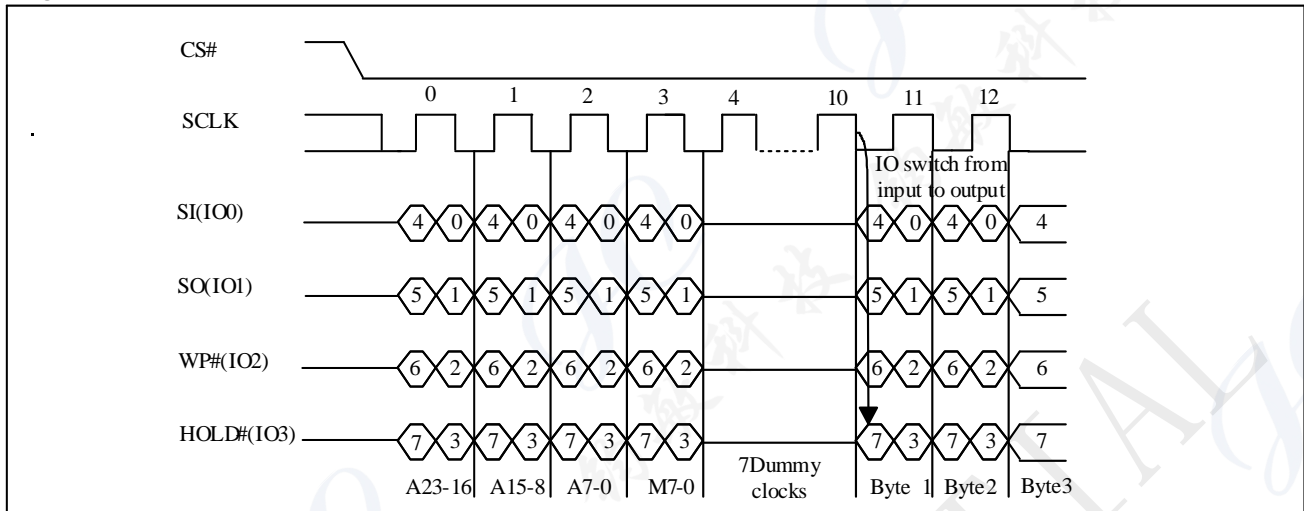 CS#
0 1 2 3 4 10 11 12
SCLK
IO switch from
input to output
SI(IO0) 4 0 4 0 4 0 4 0 4 0 4 0 4
SO(IO1) 5 1 5 1 5 1 5 1 5 1 5 1 5
WP#(IO2) 6 2 6 2 6 2 6 2 6 2 6 2 6
HOLD#(IO3) 7 3 7 3 7 3 7 3 7 3 7 3 7
A23-16 A15-8 A7-0 M7-0 7Dummy Byte 1 Byte2 Byte3
clocks